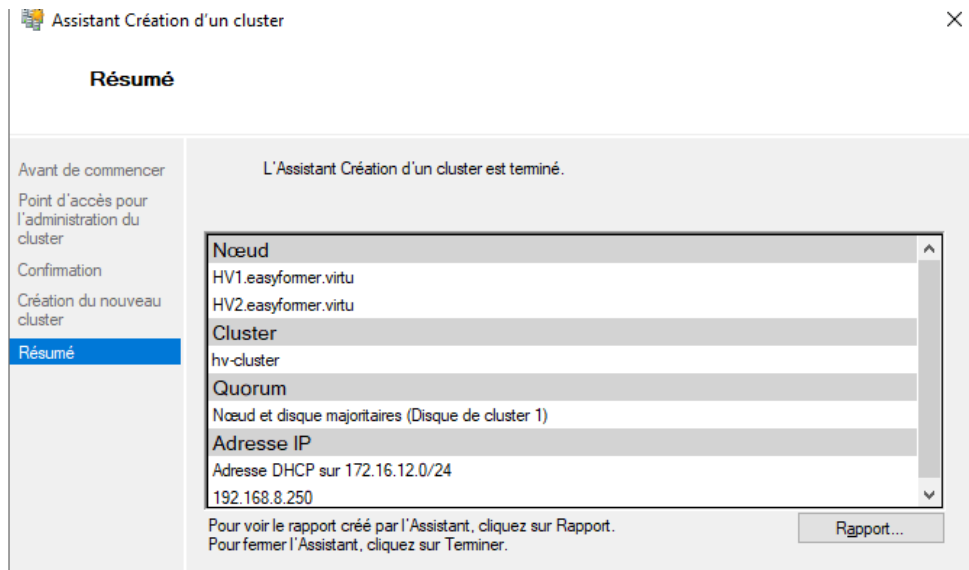 Assistant Création d'un cluster
Résumé
Avant de commencer
Point d'accès pour
l'administration du
cluster
Confirmation
Création du nouveau
cluster
Résumé
L'Assistant Création d'un cluster est terminé.
Nœud
HV1.easyformer.virtu
HV2.easyformer.virtu
Cluster
hv-cluster
Quorum
Nœud et disque majoritaires (Disque de cluster 1)
Adresse IP
Adresse DHCP sur 172.16.12.0/24
192.168.8.250
Pour voir le rapport créé par l'Assistant, cliquez sur Rapport.
Pour fermer l'Assistant, cliquez sur Terminer.
Rapport...